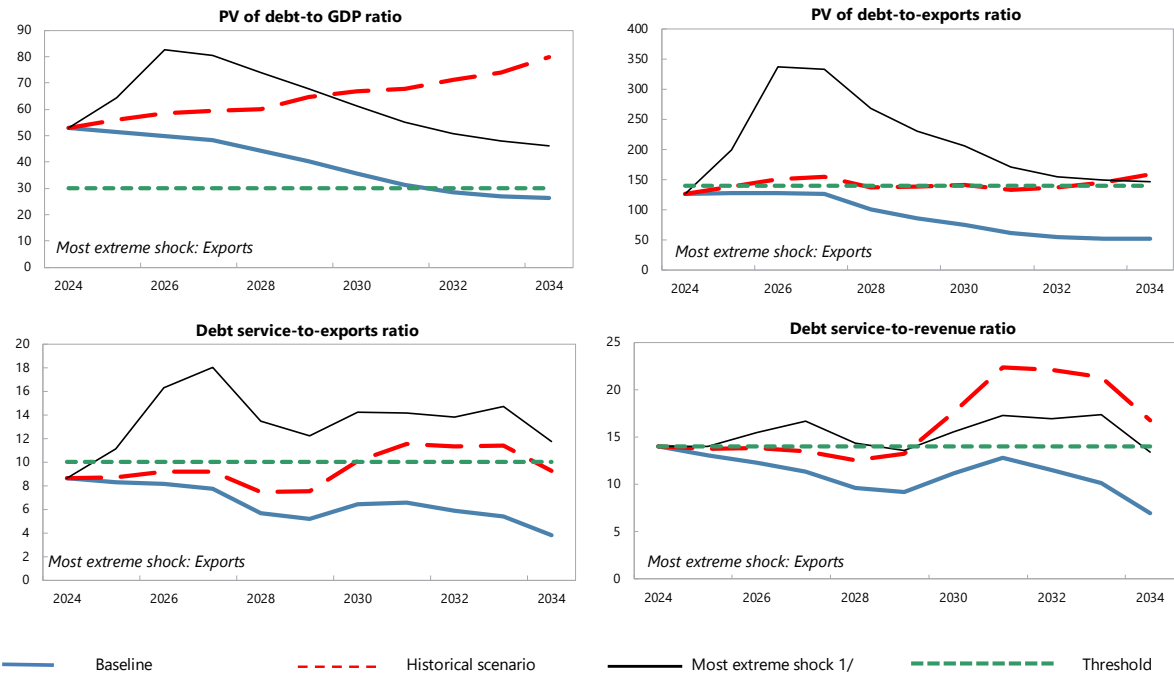 PV of debt-to GDP ratio
90
80
70
60
50
40
30
20
10
0
Most extreme shock: Exports
2024 2026 2028 2030 2032 2034
PV of debt-to-exports ratio
400
350
300
250
200
150
100
50
0
Most extreme shock: Exports
2024 2026 2028 2030 2032 2034
Debt service-to-exports ratio
20
18
16
14
12
10
8
6
4
2
0
Most extreme shock: Exports
2024 2026 2028 2030 2032 2034
Debt service-to-revenue ratio
25
20
15
10
5
0
Most extreme shock: Exports
2024 2026 2028 2030 2032 2034
Baseline Historical scenario Most extreme shock 1/ Threshold